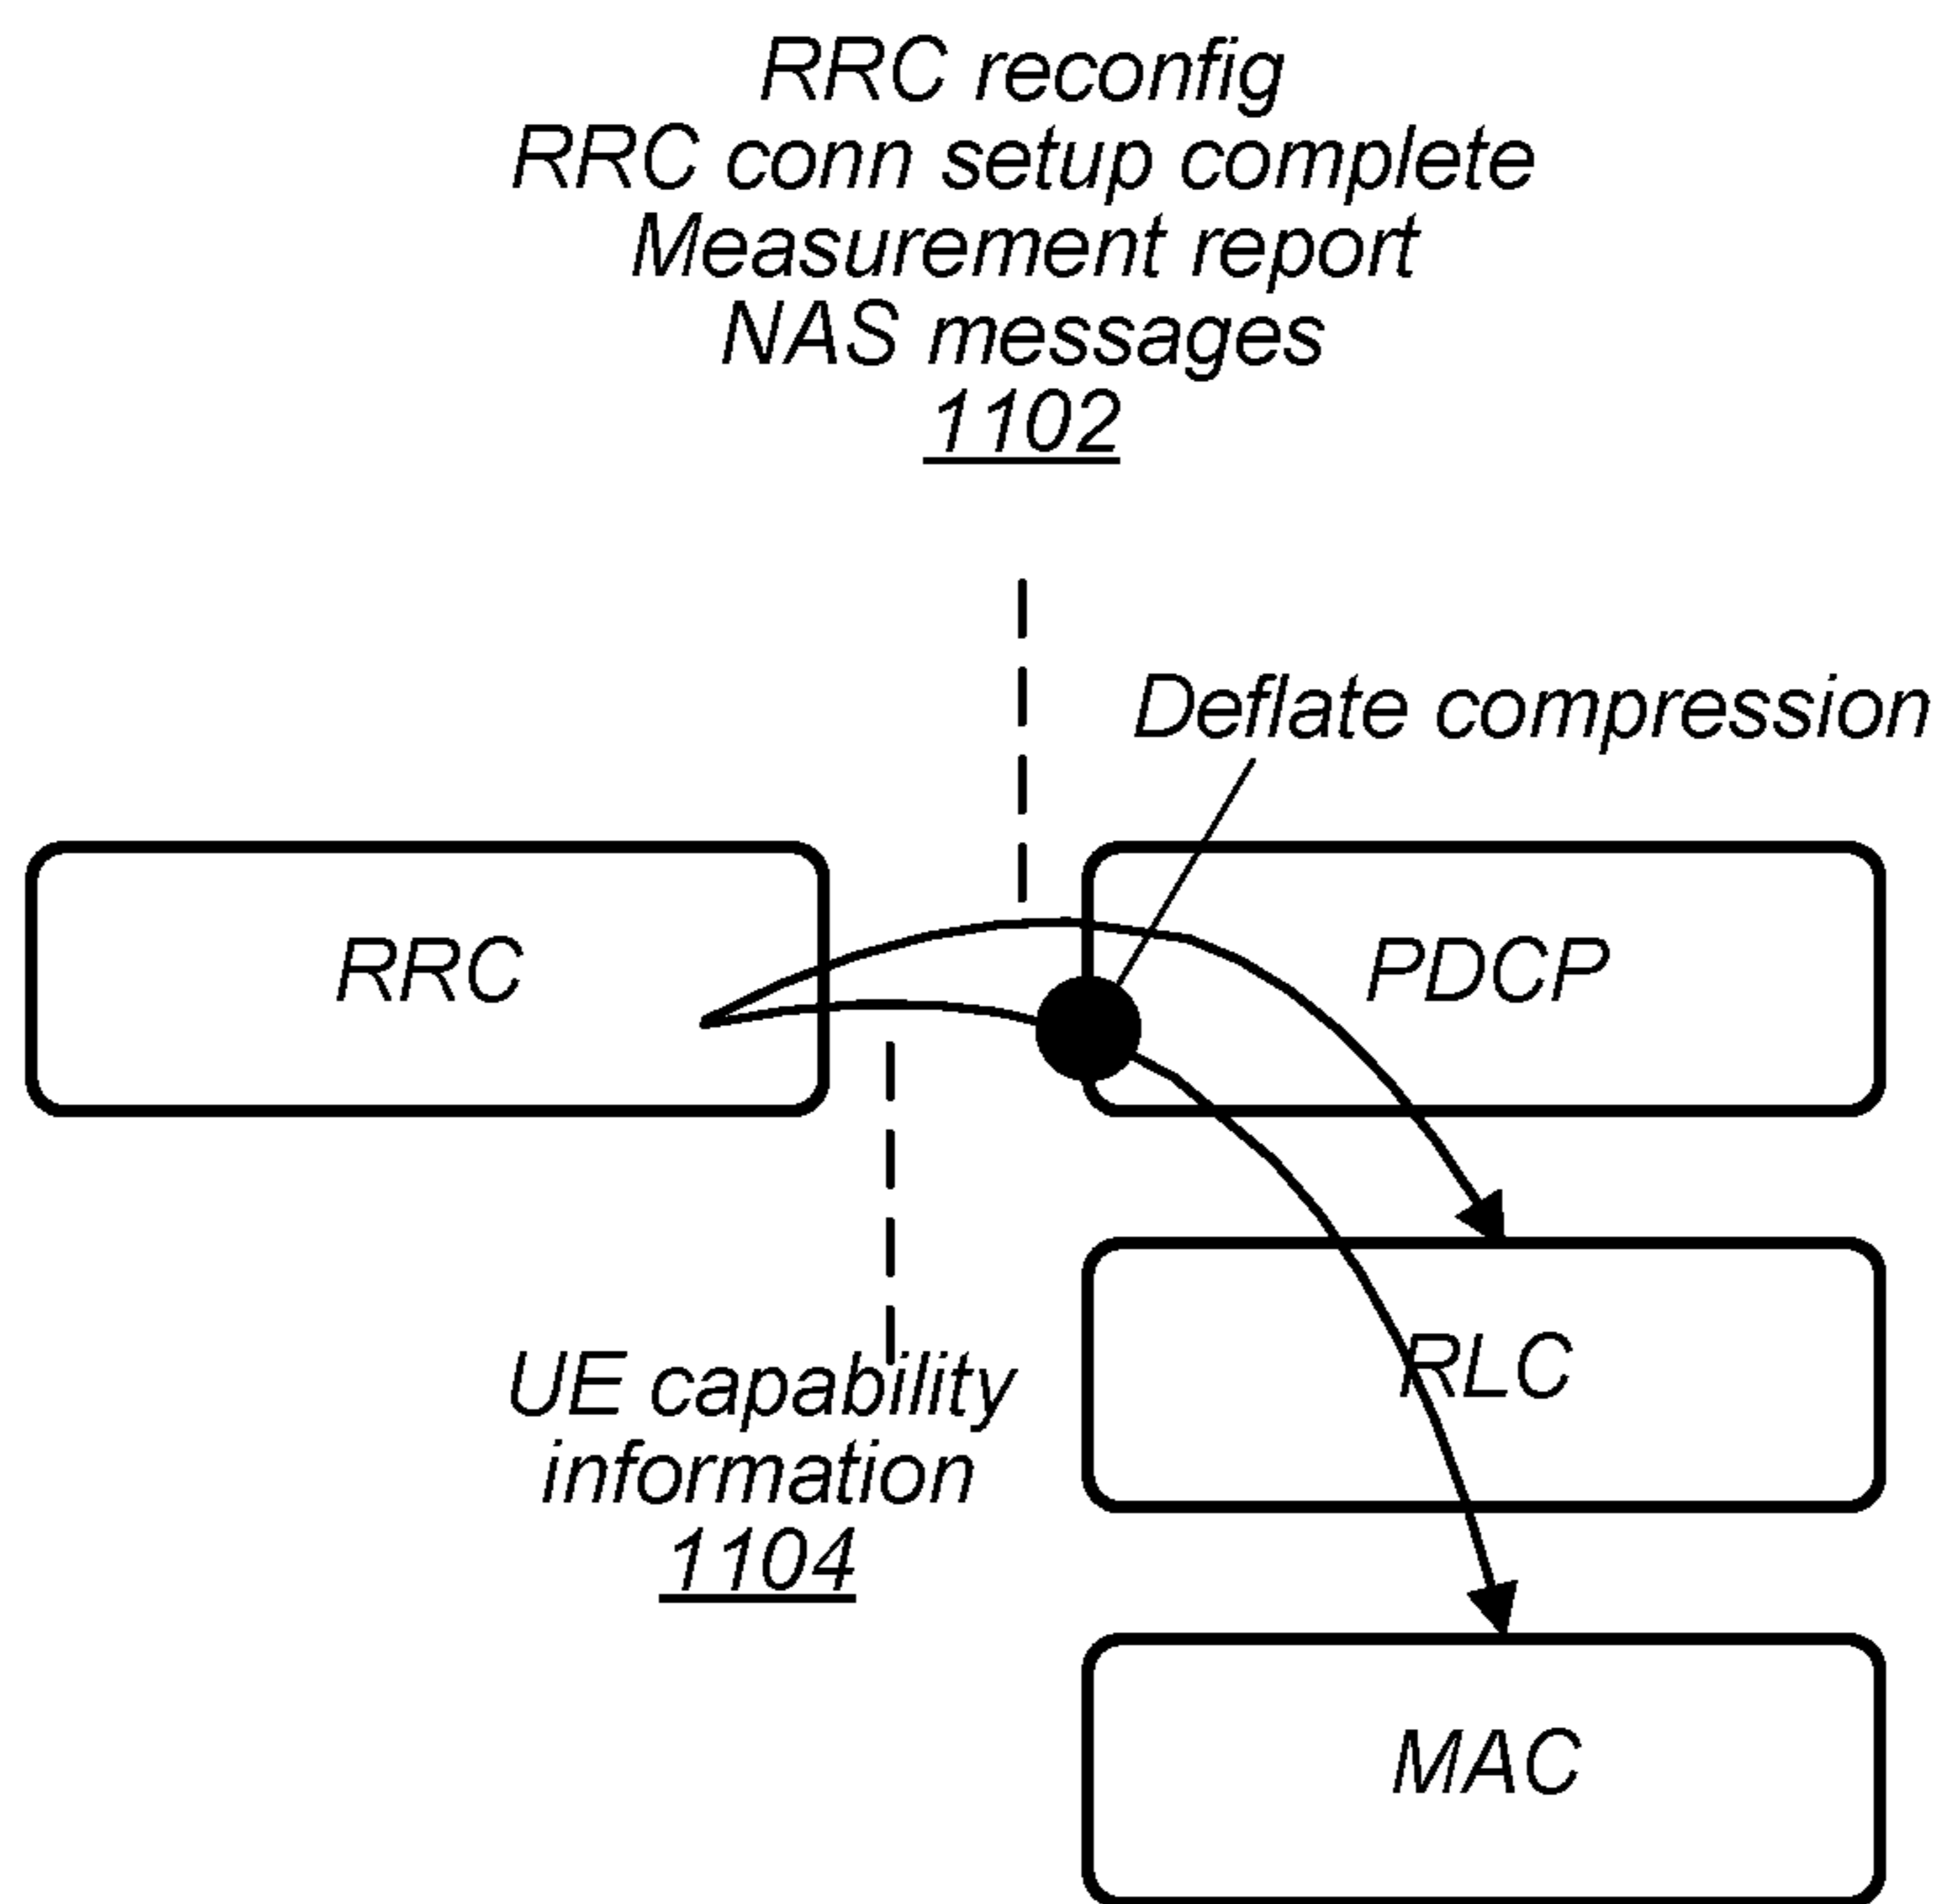 RRC reconfig
RRC conn setup complete
Measurement report
NAS messages
1102
Deflate compression
RRC
PDCP
UE capability
information
1104
RLC
MAC